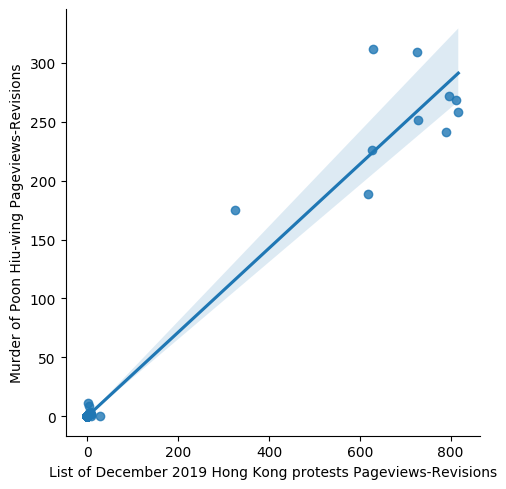 Murder of Poon Hiu-wing Pageviews-Revisions
300
250
200
150
100
50
0
0 200 400 600 800
List of December 2019 Hong Kong protests Pageviews-Revisions